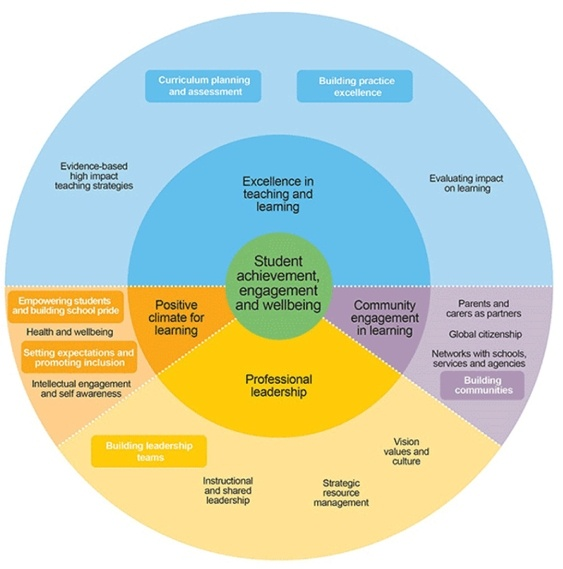 Curriculum planning
and assessment
Building practice
excellence
Evidence-based
high impact
teaching strategies
Evaluating impact
on learning
Excellence in
teaching and
learning
Student
achievement,
engagement
and wellbeing
Empowering students
and building school pride
Health and wellbeing
Setting expectations and
promoting inclusion
Intellectual engagement
and self awareness
Positive
climate for
learning
Community
engagement
in learning
Parents and
carers as partners
Global citizenship
Networks with schools,
services and agencies
Building
communities
Professional
leadership
Building leadership
teams
Instructional
and shared
leadership
Strategic
resource
management
Vision
values and
culture